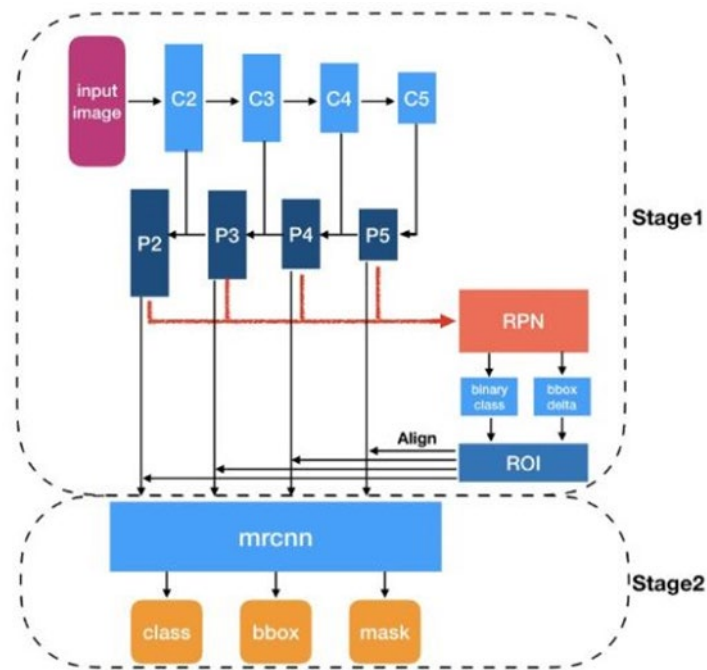 input
image
C2
C3
C4
C5
P2
P3
P4
P5
Stage1
RPN
binary
class
bbox
delta
Align
ROI
mrcnn
Stage2
class
bbox
mask